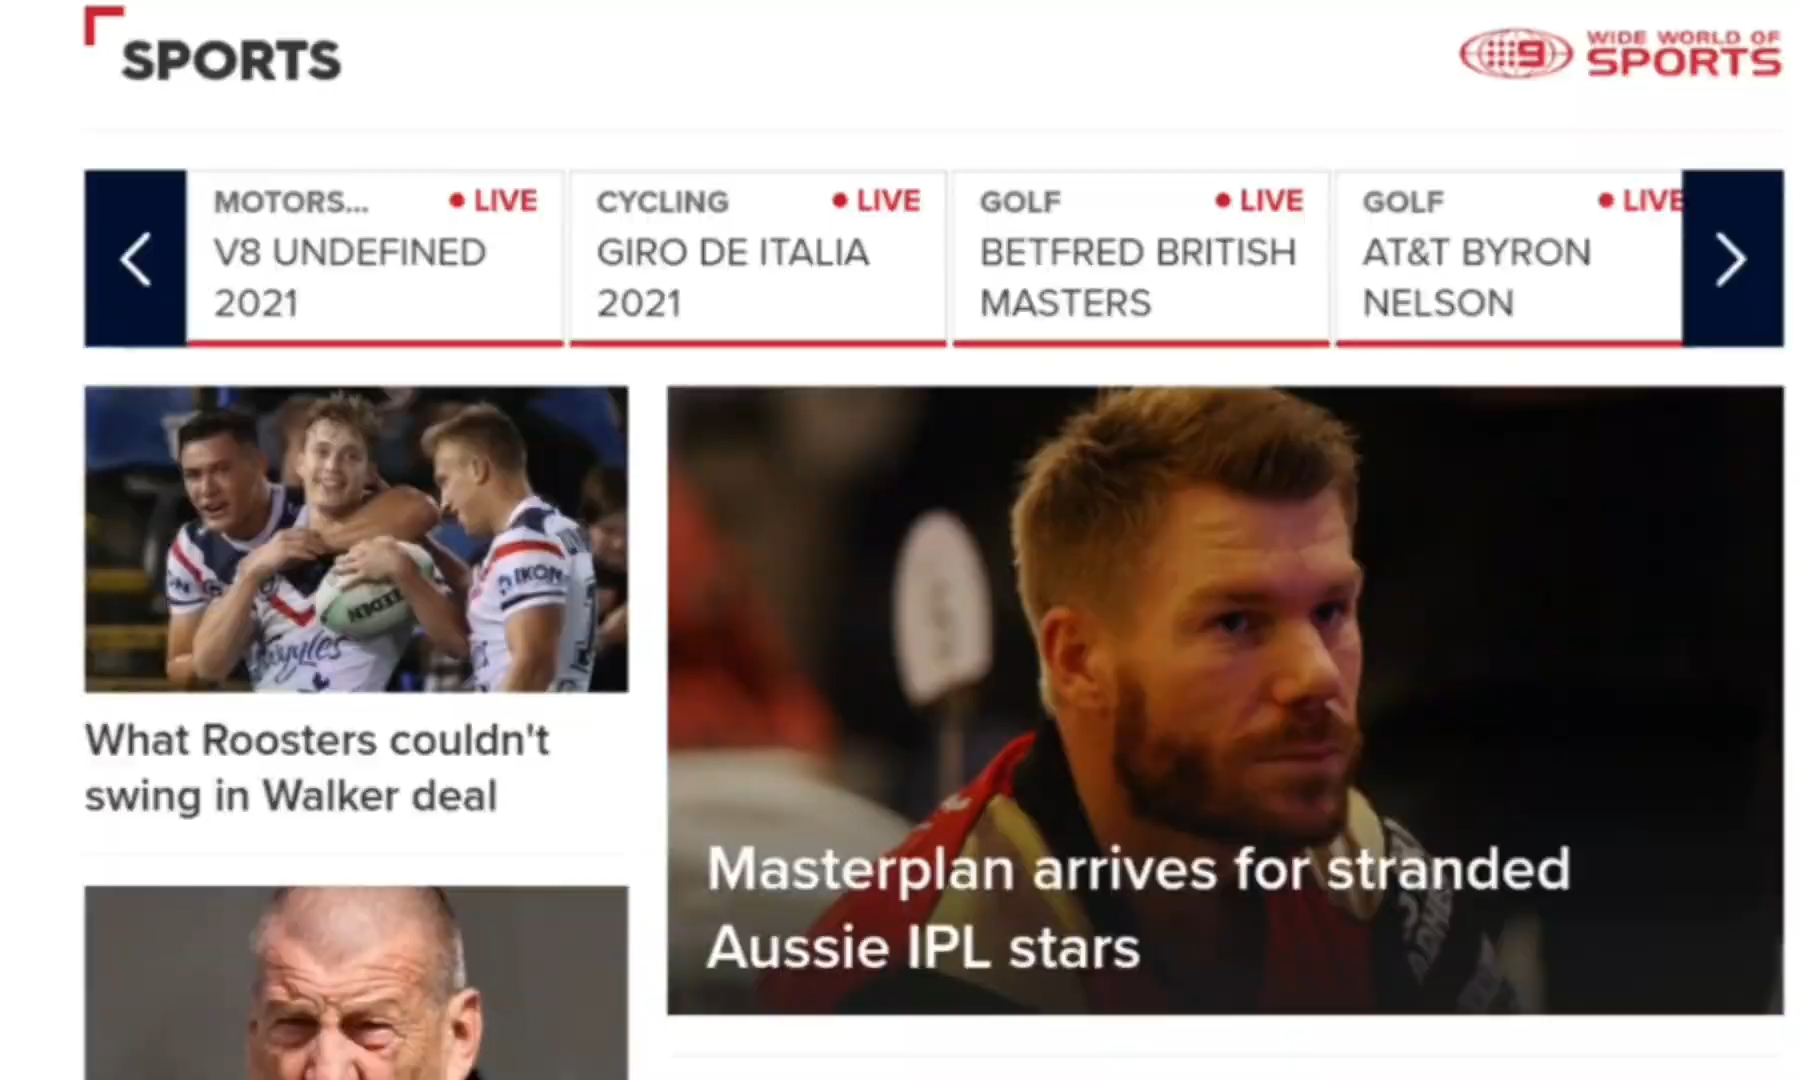 SPORTS
9 WIDE WORLD OF
SPORTS
MOTORS... • LIVE
V8 UNDEFINED
2021
CYCLING • LIVE
GIRO DE ITALIA
2021
GOLF • LIVE
BETFRED BRITISH
MASTERS
GOLF • LIVE
AT&T BYRON
NELSON
IKON
What Roosters couldn't
swing in Walker deal
Masterplan arrives for stranded
Aussie IPL stars